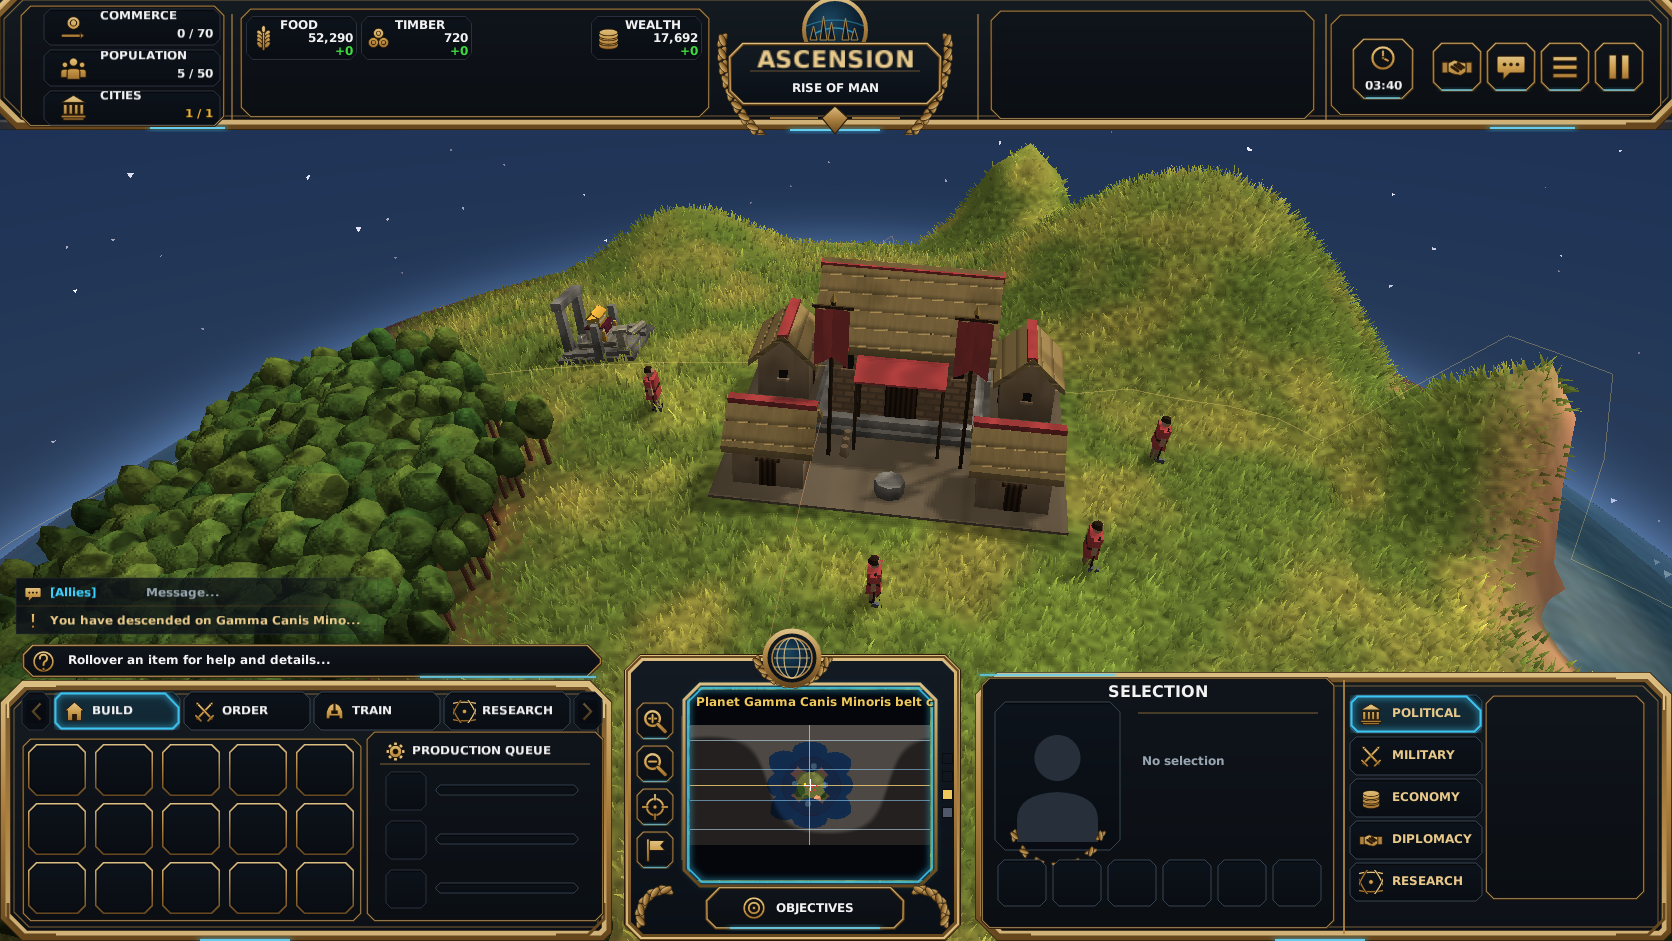 COMMERCE
0 / 70
POPULATION
5 / 50
CITIES
1 / 1
FOOD
52,290
+0
TIMBER
720
+0
WEALTH
17,692
+0
ASCENSION
RISE OF MAN
03:40
[Allies] Message...
! You have descended on Gamma Canis Mino...
Rollover an item for help and details...
BUILD
ORDER
TRAIN
RESEARCH
PRODUCTION QUEUE
Planet Gamma Canis Minoris belt
OBJECTIVES
SELECTION
No selection
POLITICAL
MILITARY
ECONOMY
DIPLOMACY
RESEARCH